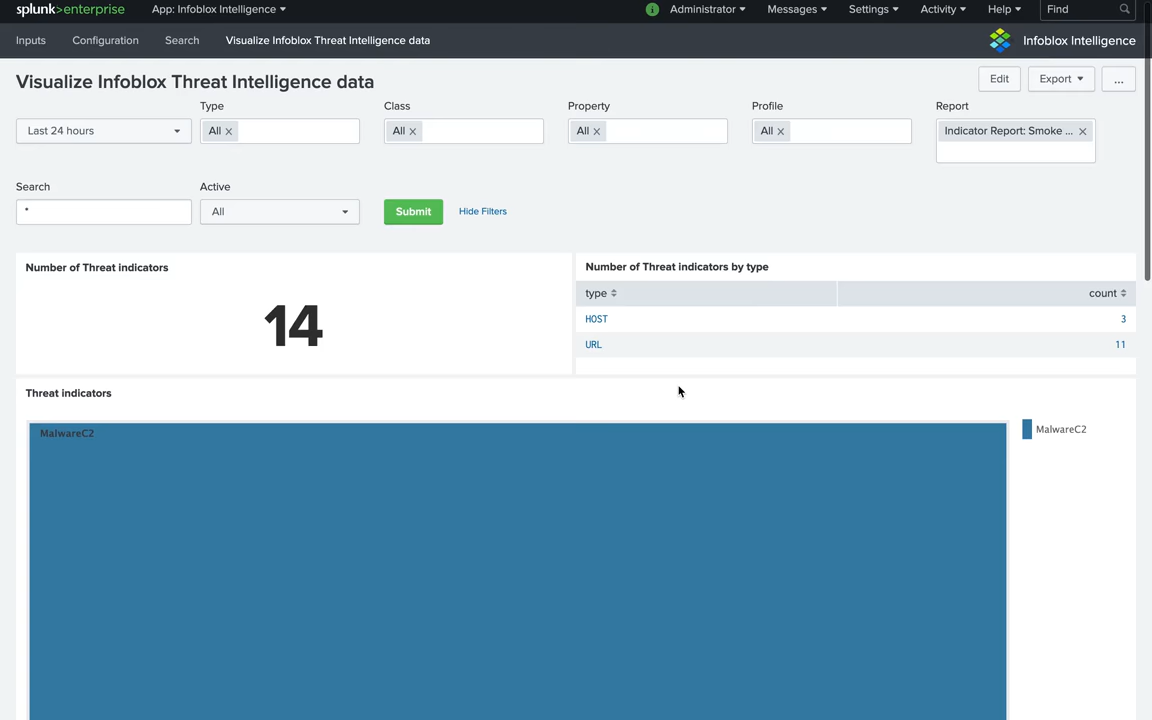 splunk>enterprise App: Infoblox Intelligence i Administrator Messages Settings Activity Help Find
Inputs Configuration Search Visualize Infoblox Threat Intelligence data Infoblox Intelligence
Visualize Infoblox Threat Intelligence data Edit Export ...
Type Class Property Profile Report
Last 24 hours All × All × All × All × Indicator Report: Smoke ... ×
Search Active
* All Submit Hide Filters
Number of Threat indicators
14
Number of Threat indicators by type
type count
HOST 3
URL 11
Threat indicators
MalwareC2
MalwareC2